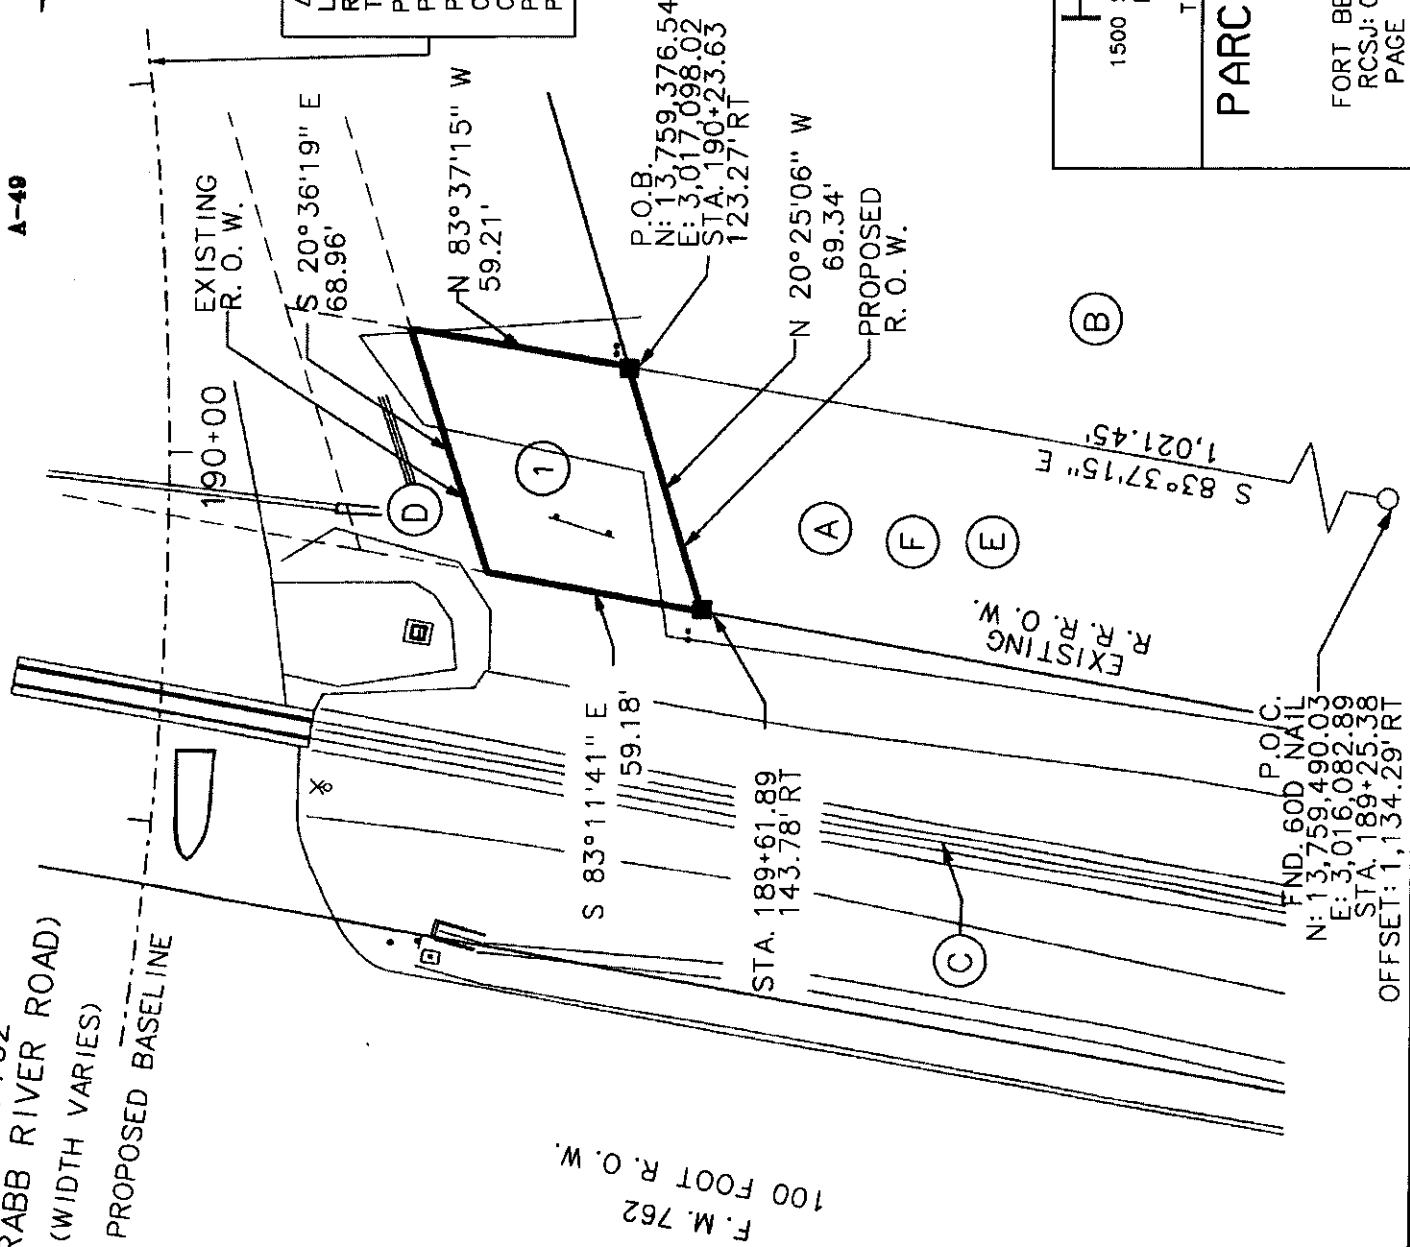 A-49
RABB RIVER ROAD)
(WIDTH VARIES)
PROPOSED BASELINE
190+00
EXISTING
R. O. W.
S 20°36'19" E
68.96'
N 83°37'15" W
59.21'
P.O.B.
N: 13,759,376.54
E: 3,017,098.02
STA. 190+23.63
123.27' RT
N 20°25'06" W
69.34'
PROPOSED
R. O. W.
D
1
A
F
E
B
C
S 83°37'15" E
1,021.45'
EXISTING
R. R. R. O. W.
S 83°11'41" E
59.18'
STA. 189+61.89
143.78' RT
P.O.C.
FND. 60D NAIL
N: 13,759,490.03
E: 3,016,082.89
STA. 189+25.38
OFFSET: 1,134.29' RT
F. M. 762
100 FOOT R. O. W.
1500
PARC
FORT BE
RCSJ: 0
PAGE